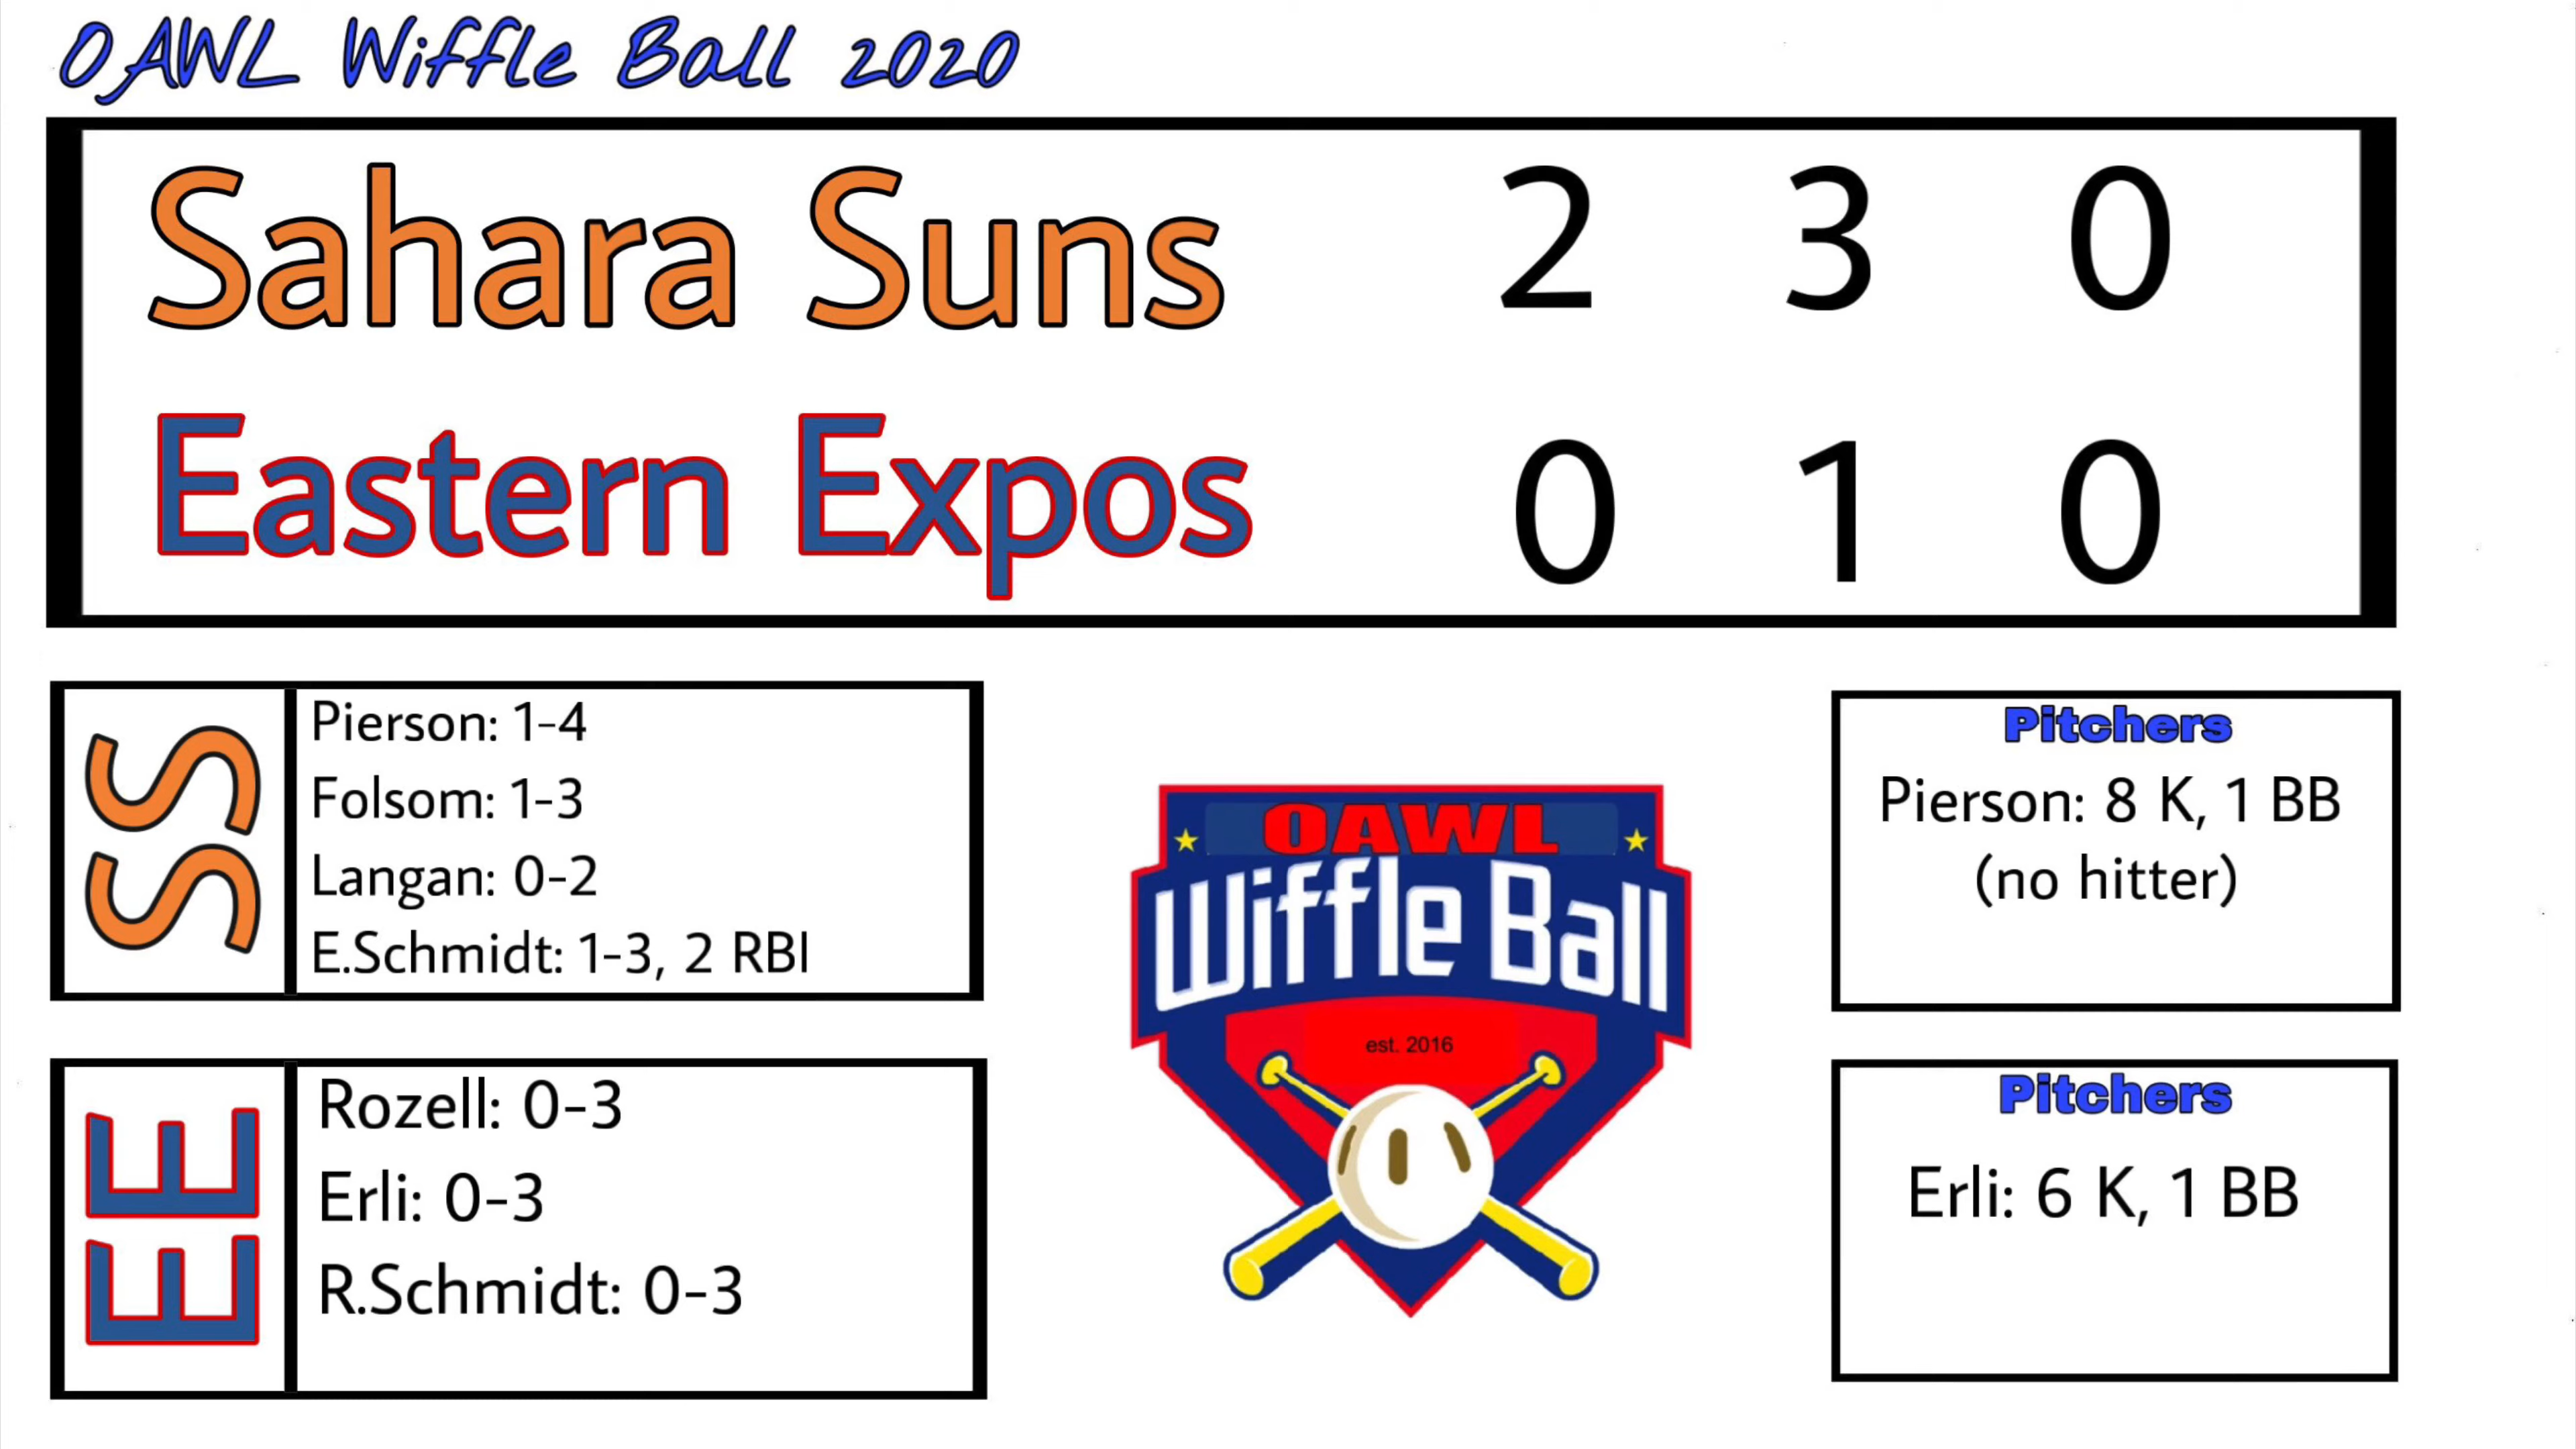 OAWL Wiffle Ball 2020
Sahara Suns 2 3 0
Eastern Expos 0 1 0
SS
Pierson: 1-4
Folsom: 1-3
Langan: 0-2
E.Schmidt: 1-3, 2 RBI
EE
Rozell: 0-3
Erli: 0-3
R.Schmidt: 0-3
OAWL
Wiffle Ball
est. 2016
Pitchers
Pierson: 8 K, 1 BB
(no hitter)
Pitchers
Erli: 6 K, 1 BB